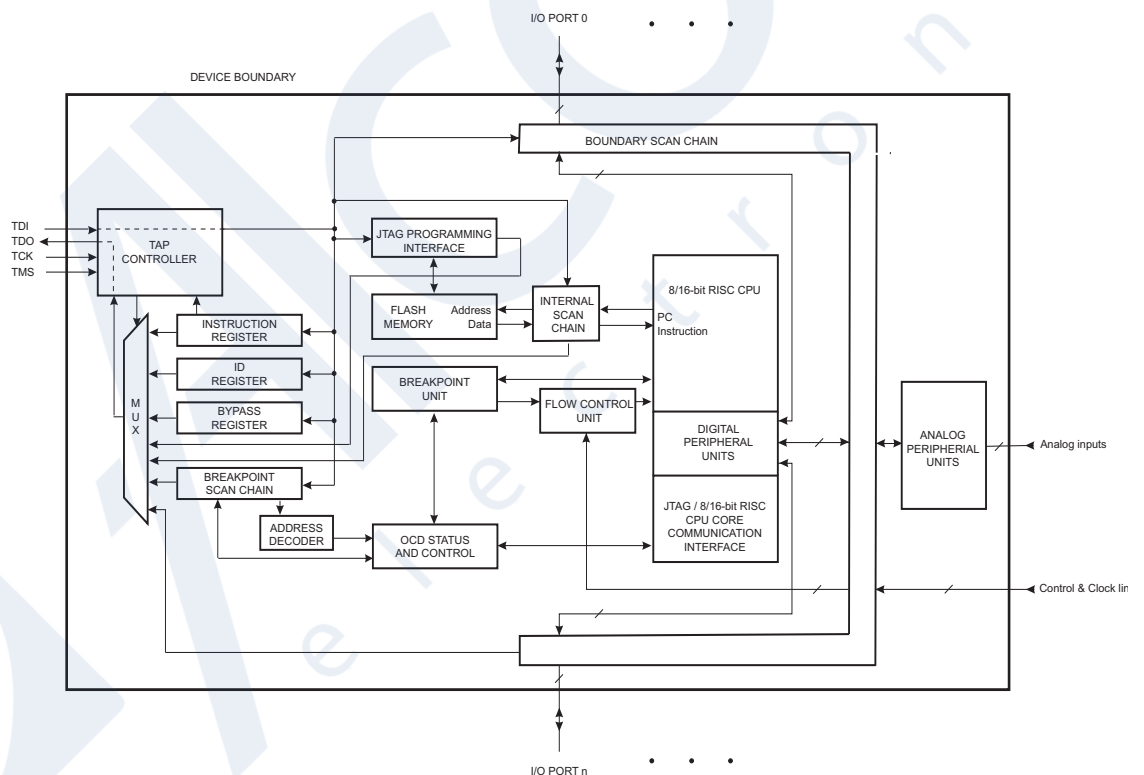 I/O PORT 0
DEVICE BOUNDARY
BOUNDARY SCAN CHAIN
TDI
TDO
TCK
TMS
TAP
CONTROLLER
JTAG PROGRAMMING
INTERFACE
FLASH
MEMORY
Address
Data
INTERNAL
SCAN
CHAIN
8/16-bit RISC CPU
PC
Instruction
INSTRUCTION
REGISTER
ID
REGISTER
BYPASS
REGISTER
M
U
X
BREAKPOINT
UNIT
FLOW CONTROL
UNIT
DIGITAL
PERIPHERAL
UNITS
ANALOG
PERIPHERIAL
UNITS
Analog inputs
BREAKPOINT
SCAN CHAIN
ADDRESS
DECODER
OCD STATUS
AND CONTROL
JTAG / 8/16-bit RISC
CPU CORE
COMMUNICATION
INTERFACE
Control & Clock lin
I/O PORT n
e l e c t r o n